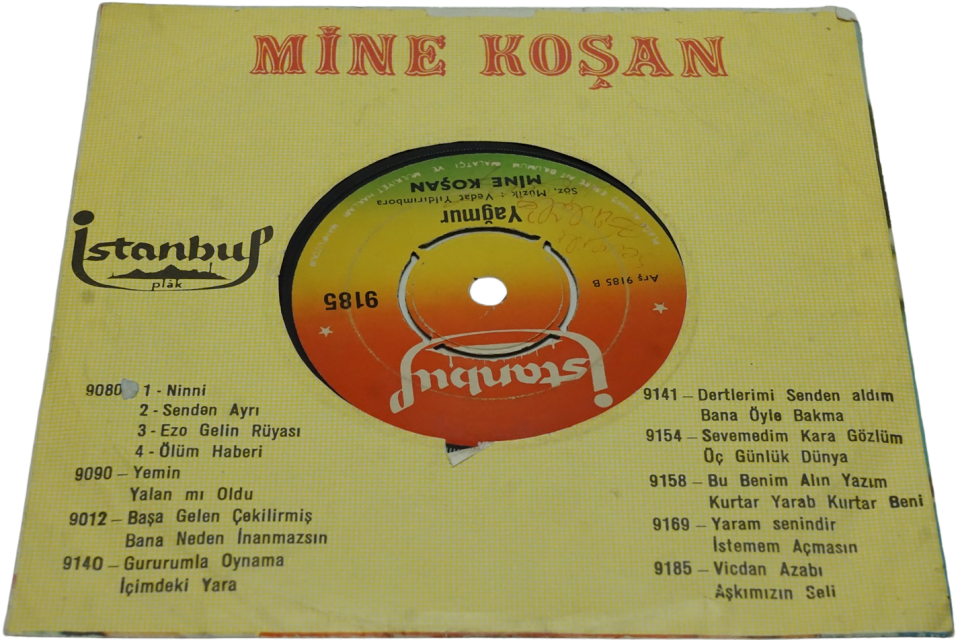 MİNE KOŞAN
İstanbul
plâk
MİNE KOŞAN
Söz, Müzik : Vedat Yıldırımbora
Yağmur
Arş 9185 B
9185
İstanbul
9080 1 - Ninni
2 - Senden Ayrı
3 - Ezo Gelin Rüyası
4 - Ölüm Haberi
9090 — Yemin
Yalan mı Oldu
9012 — Başa Gelen Çekilirmiş
Bana Neden İnanmazsın
9140 — Gururumla Oynama
İçimdeki Yara
9141 — Dertlerimi Senden aldım
Bana Öyle Bakma
9154 — Sevemedim Kara Gözlüm
Üç Günlük Dünya
9158 — Bu Benim Alın Yazım
Kurtar Yarab Kurtar Beni
9169 — Yaram senindir
İstemem Açmasın
9185 — Vicdan Azabı
Aşkımızın Seli